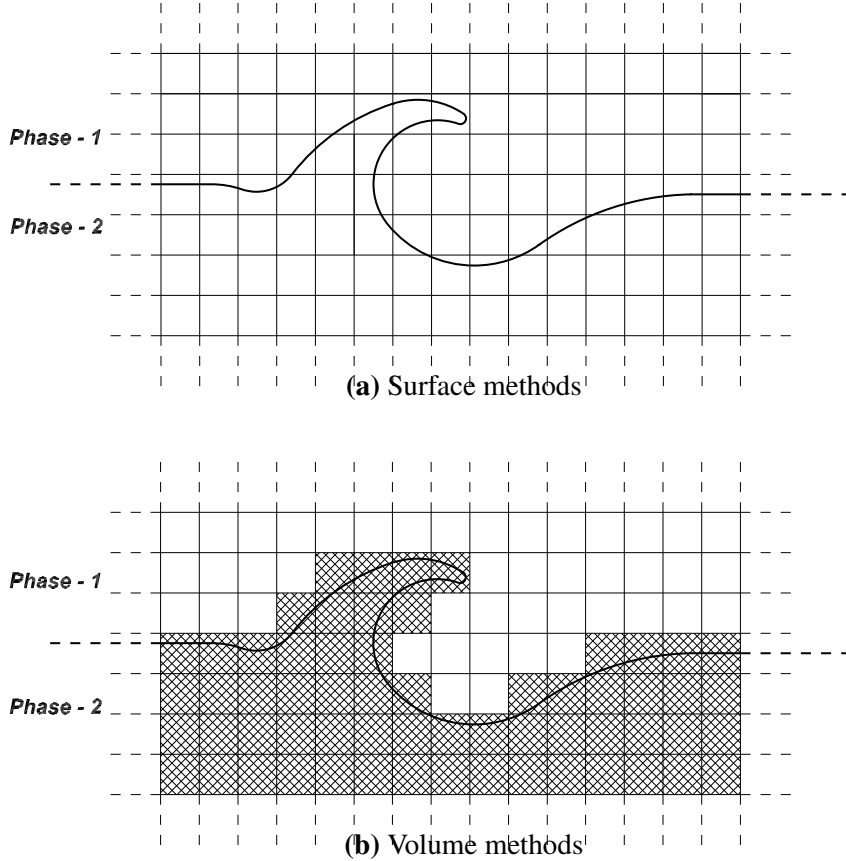 Phase - 1
Phase - 2
(a) Surface methods
Phase - 1
Phase - 2
(b) Volume methods